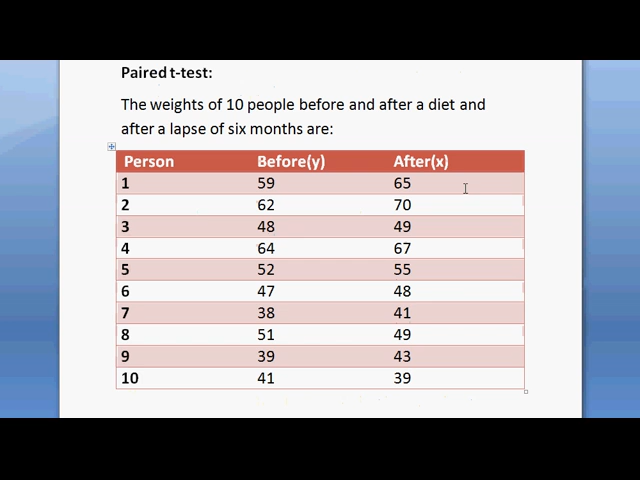 Paired t-test:
The weights of 10 people before and after a diet and
after a lapse of six months are:
Person Before(y) After(x)
1 59 65
2 62 70
3 48 49
4 64 67
5 52 55
6 47 48
7 38 41
8 51 49
9 39 43
10 41 39